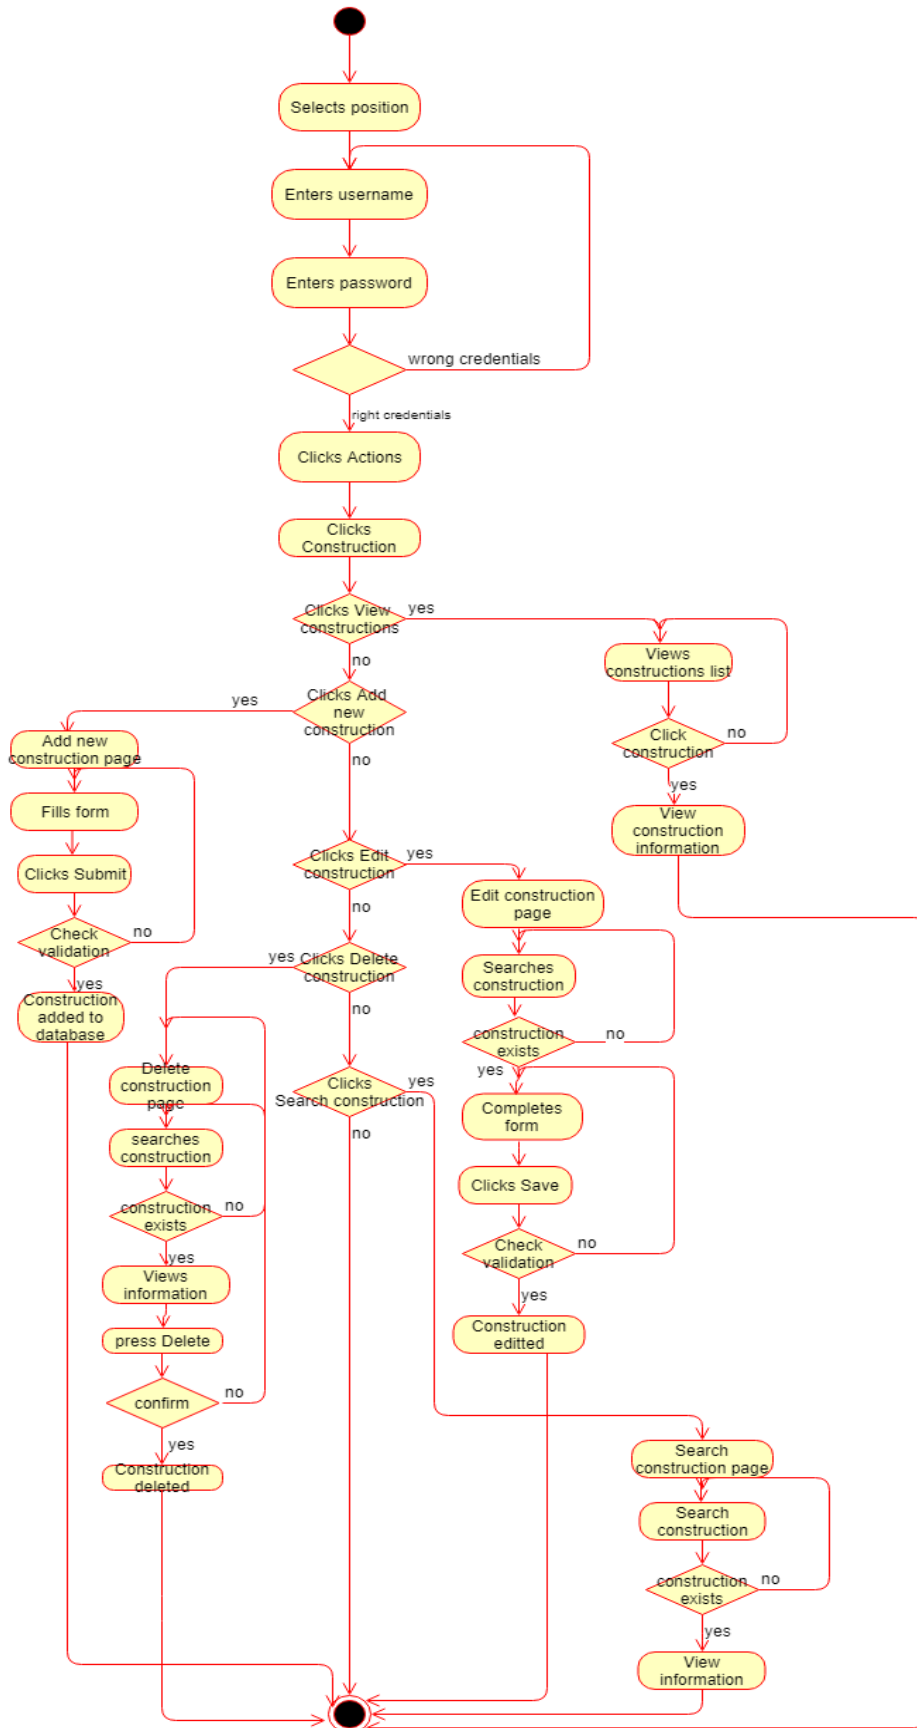 Selects position
Enters username
Enters password
wrong credentials
right credentials
Clicks Actions
Clicks
Construction
Clicks View
constructions
yes
no
Views
constructions list
Click
construction
no
yes
View
construction
information
Clicks Add
new
construction
yes
no
Add new
construction page
Fills form
Clicks Submit
Check
validation
no
yes
Construction
added to
database
Clicks Edit
construction
yes
no
Edit construction
page
Searches
construction
construction
exists
no
yes
Completes
form
Clicks Save
Check
validation
no
yes
Construction
editted
Clicks Delete
construction
yes
no
Delete
construction
page
searches
construction
construction
exists
no
yes
Views
information
press Delete
confirm
no
yes
Construction
deleted
Clicks
Search construction
yes
no
Search
construction page
Search
construction
construction
exists
no
yes
View
information